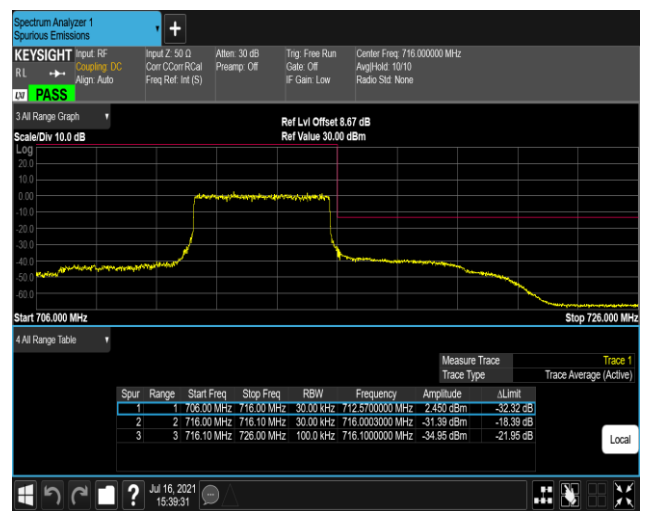 Spectrum Analyzer 1
Spurious Emissions
+
KEYSIGHT Input: RF Input Z: 50 Ω Atten: 30 dB Trig: Free Run Center Freq: 716.000000 MHz
RL Coupling: DC Corr CCorr RCal Preamp: Off Gate: Off Avg|Hold: 10/10
Align: Auto Freq Ref: Int (S) IF Gain: Low Radio Std: None
LXI PASS
3 All Range Graph Ref Lvl Offset 8.67 dB
Scale/Div 10.0 dB Ref Value 30.00 dBm
Log
20.0
10.0
0.00
-10.0
-20.0
-30.0
-40.0
-50.0
-60.0
Start 706.000 MHz Stop 726.000 MHz
4 All Range Table
Measure Trace Trace 1
Trace Type Trace Average (Active)
Spur Range Start Freq Stop Freq RBW Frequency Amplitude ΔLimit
1 1 706.00 MHz 716.00 MHz 30.00 kHz 712.5700000 MHz 2.450 dBm -32.32 dB
2 2 716.00 MHz 716.10 MHz 30.00 kHz 716.0003000 MHz -31.39 dBm -18.39 dB
3 3 716.10 MHz 726.00 MHz 100.0 kHz 716.1000000 MHz -34.95 dBm -21.95 dB
Local
? Jul 16, 2021
15:39:31